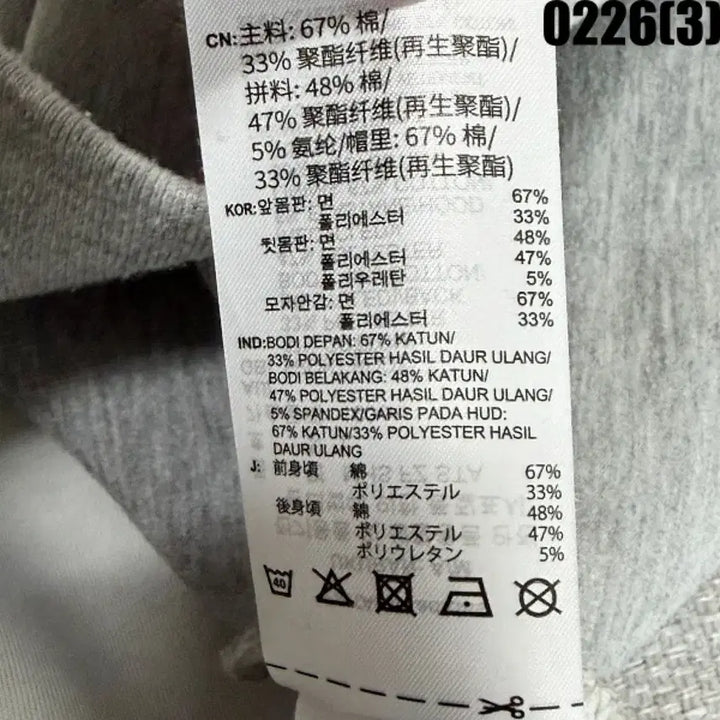 0226(3)
CN:主料: 67% 棉/
33% 聚酯纤维(再生聚酯)/
拼料: 48% 棉/
47% 聚酯纤维(再生聚酯)/
5% 氨纶/帽里: 67% 棉/
33% 聚酯纤维(再生聚酯)
KOR:앞몸판: 면 67%
폴리에스터 33%
뒷몸판: 면 48%
폴리에스터 47%
폴리우레탄 5%
모자안감: 면 67%
폴리에스터 33%
IND:BODI DEPAN: 67% KATUN/
33% POLYESTER HASIL DAUR ULANG/
BODI BELAKANG: 48% KATUN/
47% POLYESTER HASIL DAUR ULANG/
5% SPANDEX/GARIS PADA HUD:
67% KATUN/33% POLYESTER HASIL
DAUR ULANG
J: 前身頃 綿 67%
ポリエステル 33%
後身頃 綿 48%
ポリエステル 47%
ポリウレタン 5%
40